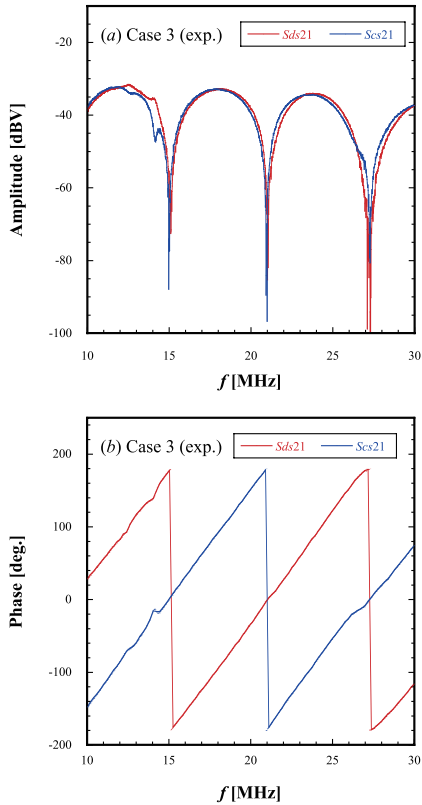 -10
(a) Case 3 (exp.) Sds21 Scs21
-20
-40
-60
-80
-100
Amplitude [dBV]
10 15 20 25 30
f [MHz]
(b) Case 3 (exp.) Sds21 Scs21
200
100
0
-100
-200
Phase [deg.]
10 15 20 25 30
f [MHz]